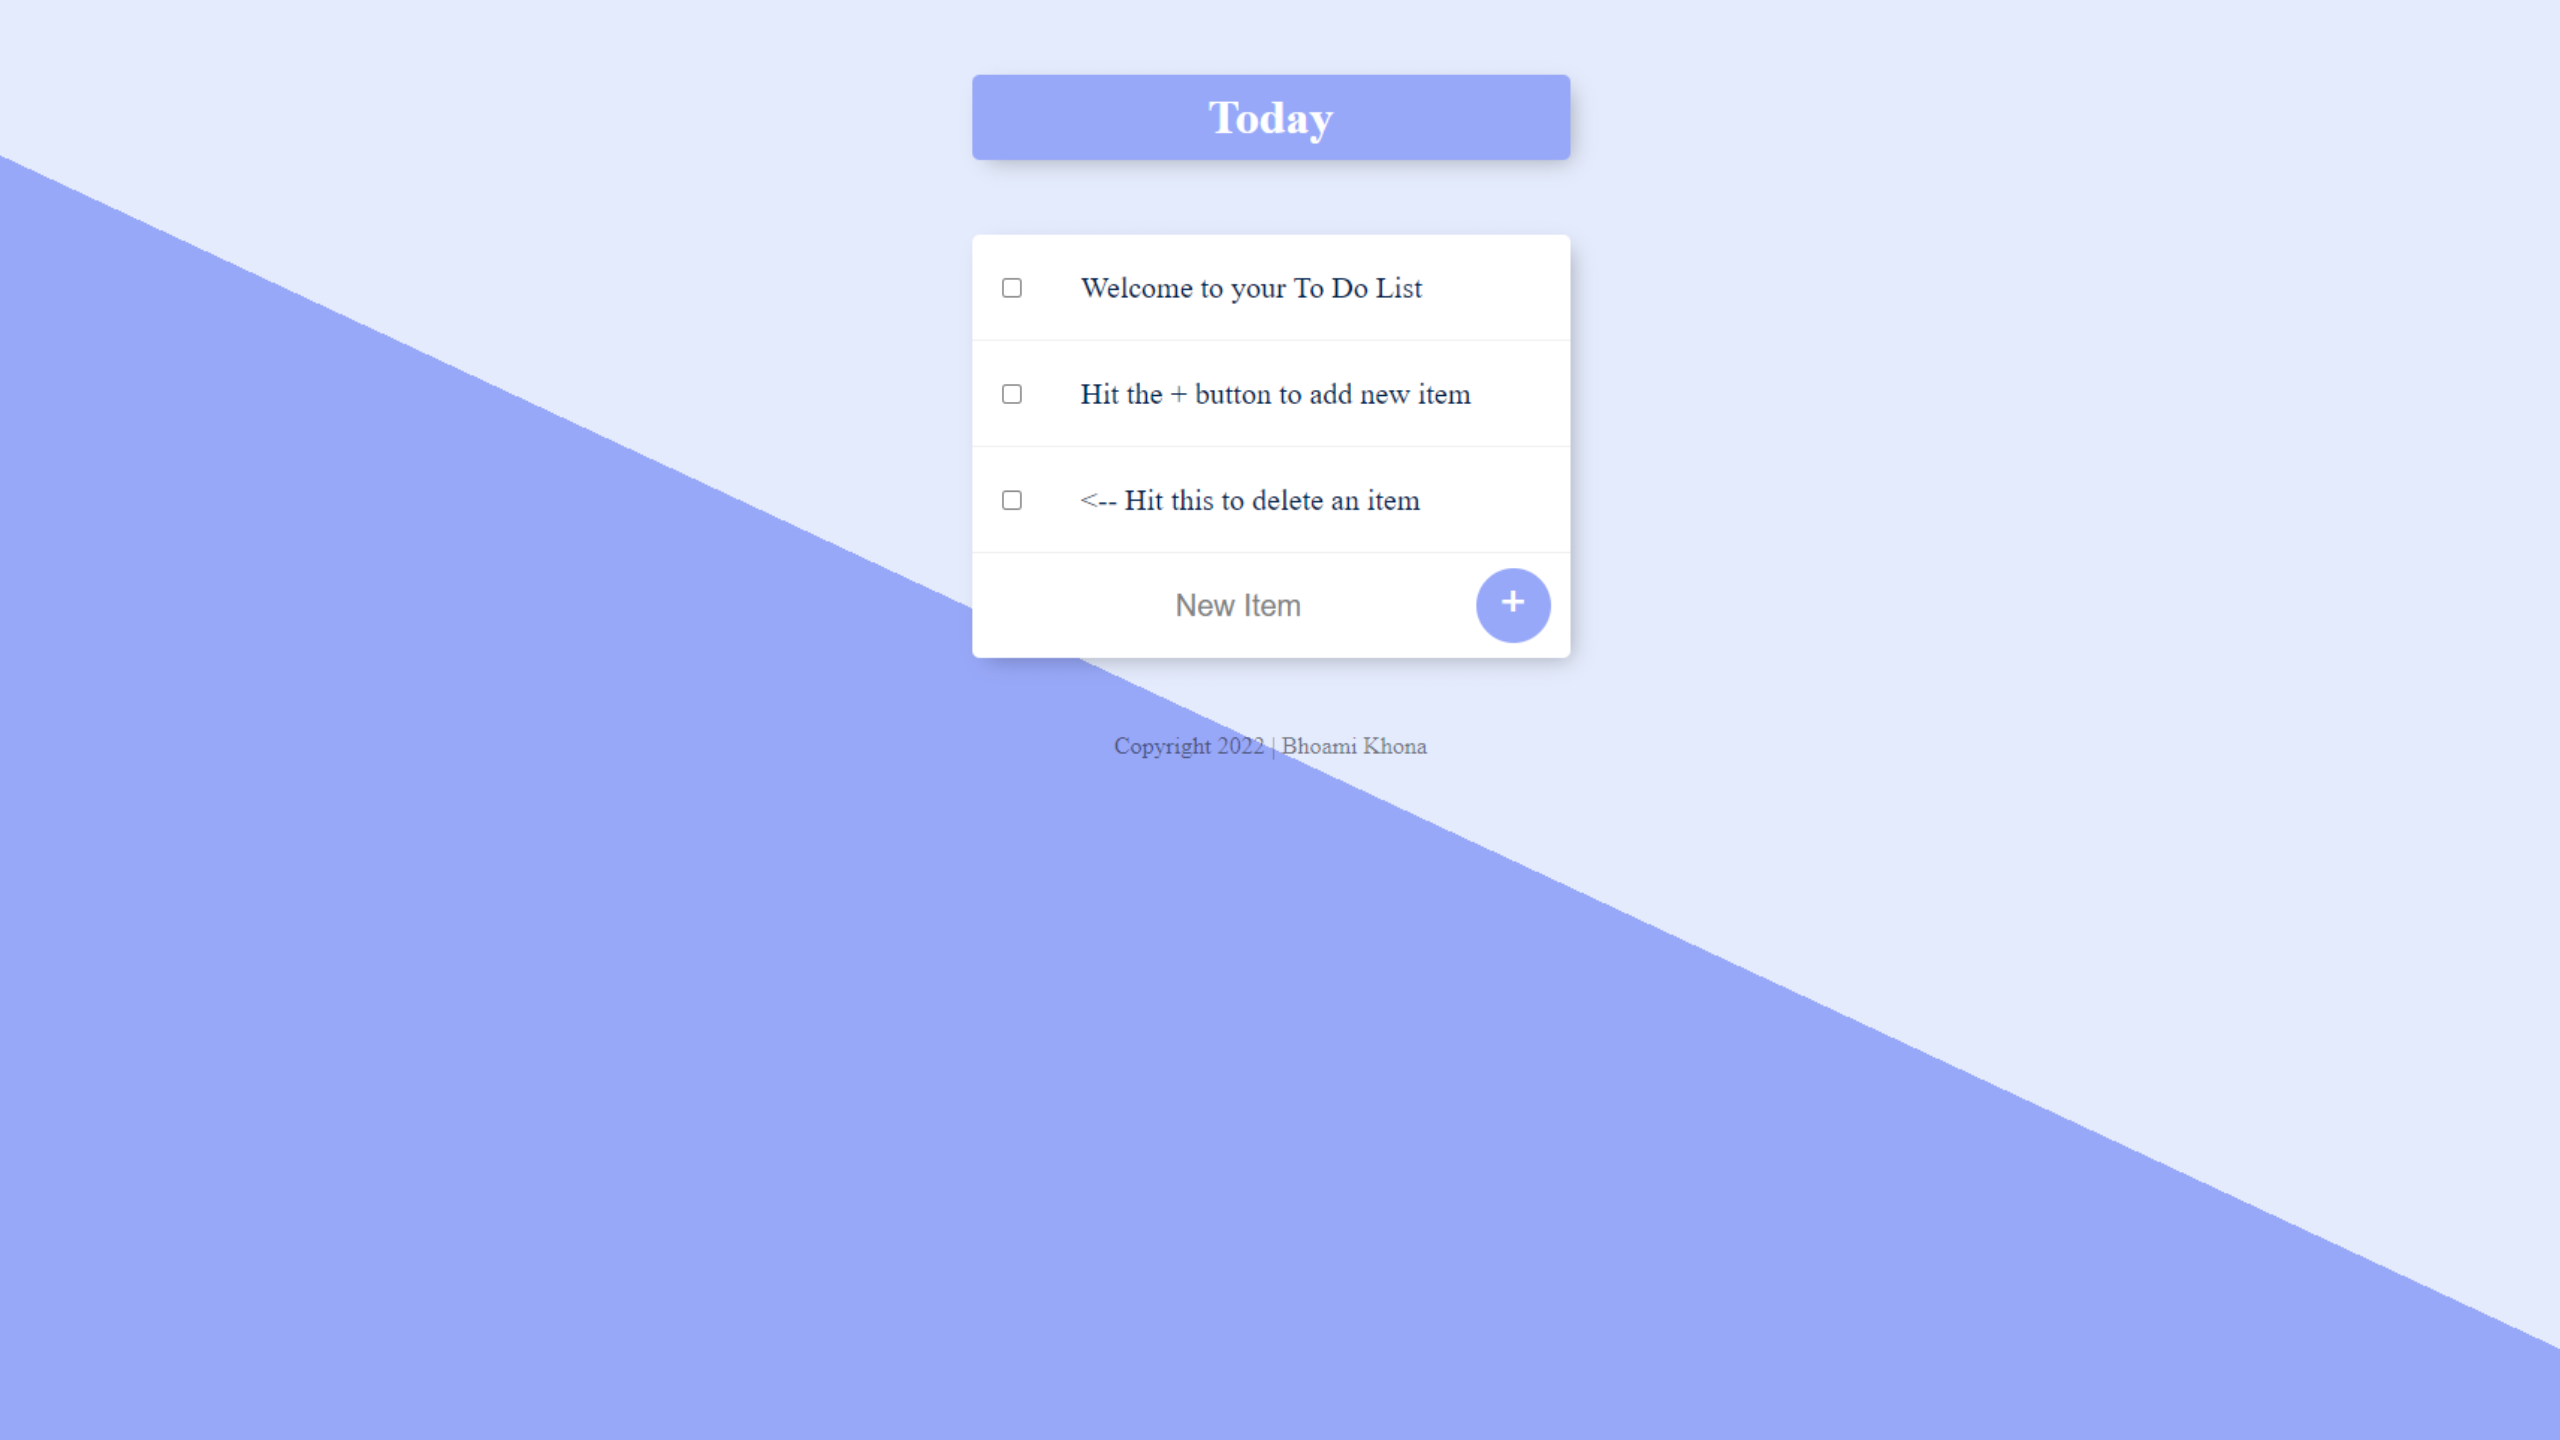 Today
Welcome to your To Do List
Hit the + button to add new item
<-- Hit this to delete an item
New Item +
Copyright 2022 | Bhoami Khona